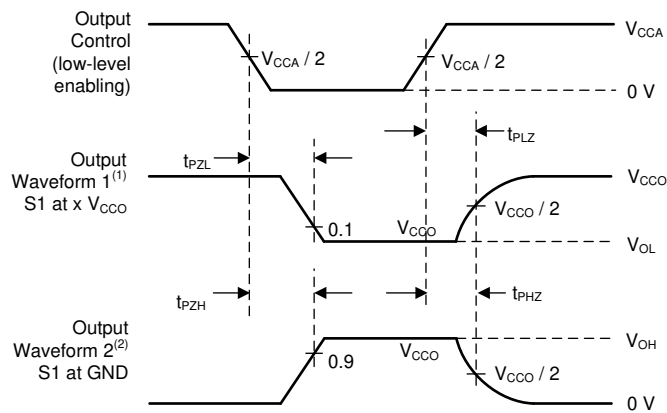 Output
Control
(low-level
enabling)
V_CCA / 2
V_CCA / 2
V_CCA
0 V
t_PZL
t_PLZ
Output
Waveform 1(1)
S1 at x V_CCO
0.1
V_CCO
V_CCO / 2
V_CCO
V_OL
t_PZH
t_PHZ
Output
Waveform 2(2)
S1 at GND
0.9
V_CCO
V_CCO / 2
V_OH
0 V